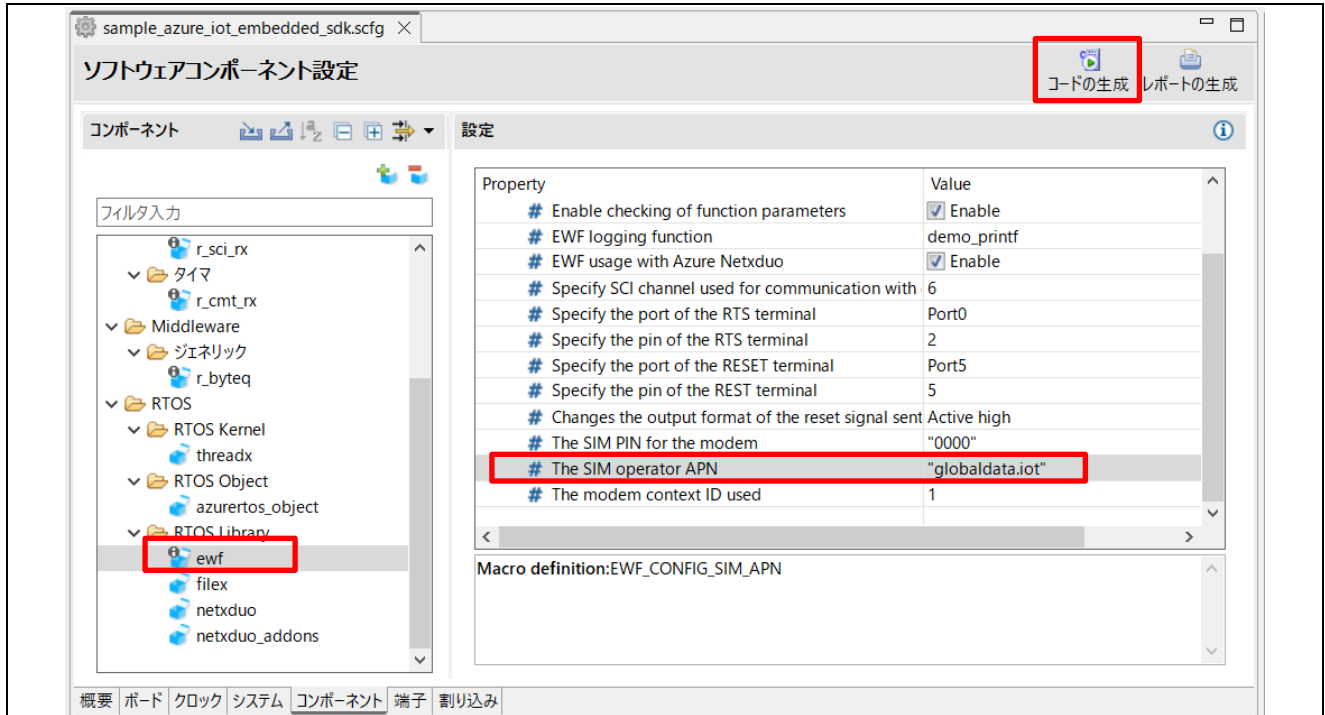 sample_azure_iot_embedded_sdk.scfg
ソフトウェアコンポーネント設定
コードの生成 レポートの生成
コンポーネント
設定
フィルタ入力
r_sci_rx
タイマ
r_cmt_rx
Middleware
ジェネリック
r_byteq
RTOS
RTOS Kernel
threadx
RTOS Object
azurertos_object
RTOS Library
ewf
filex
netxduo
netxduo_addons
Property Value
# Enable checking of function parameters Enable
# EWF logging function demo_printf
# EWF usage with Azure Netxduo Enable
# Specify SCI channel used for communication with 6
# Specify the port of the RTS terminal Port0
# Specify the pin of the RTS terminal 2
# Specify the port of the RESET terminal Port5
# Specify the pin of the REST terminal 5
# Changes the output format of the reset signal sent Active high
# The SIM PIN for the modem "0000"
# The SIM operator APN "globaldata.iot"
# The modem context ID used 1
Macro definition:EWF_CONFIG_SIM_APN
概要 ボード クロック システム コンポーネント 端子 割り込み